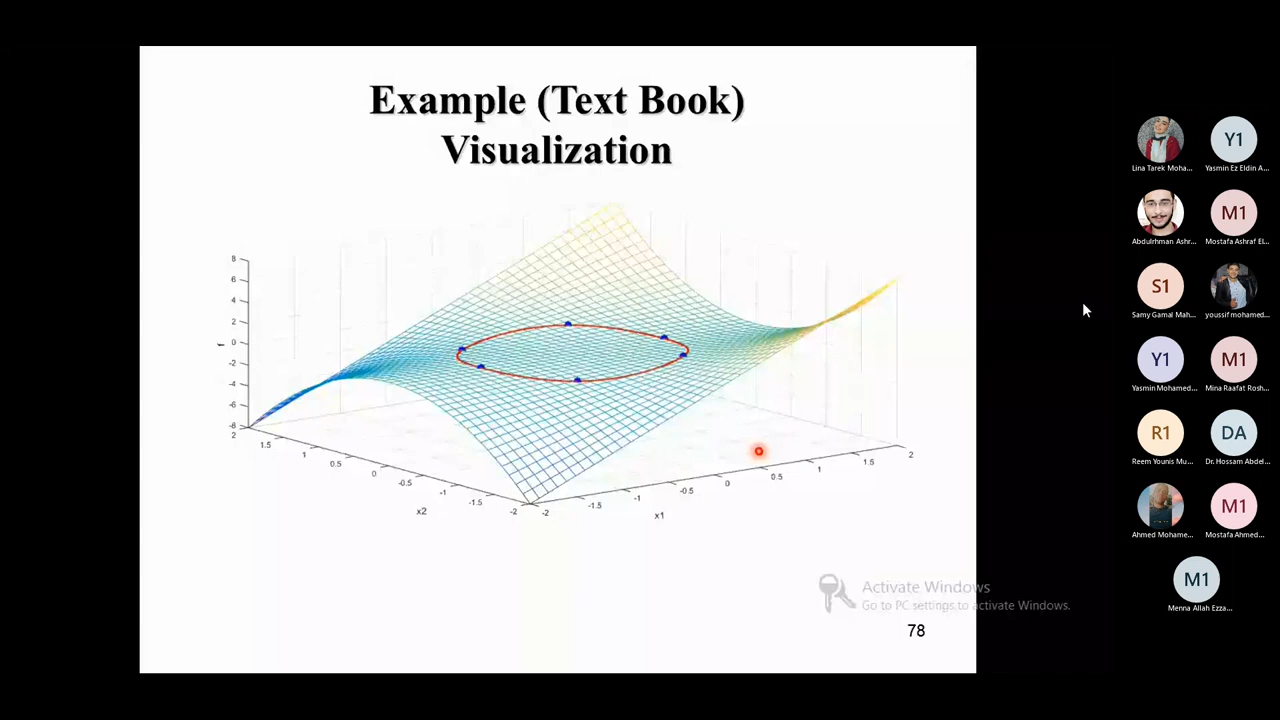 Example (Text Book)
Visualization
8
6
4
2
0
-2
-4
-6
-8
f
2
1.5
1
0.5
0
-0.5
-1
-1.5
-2
x2
-2
-1.5
-1
-0.5
0
0.5
1
1.5
2
x1
Activate Windows
Go to PC settings to activate Windows.
78
Y1
Lina Tarek Moha...
Yasmin Ez Eldin A...
M1
Abdulrhman Ashr...
Mostafa Ashraf El...
S1
Samy Gamal Mah...
youssif mohamed...
Y1
M1
Yasmin Mohamed...
Mina Raafat Rosh...
R1
DA
Reem Younis Mu...
Dr. Hossam Abdel...
M1
Ahmed Mohame...
Mostafa Ahmed...
M1
Menna Allah Ezza...